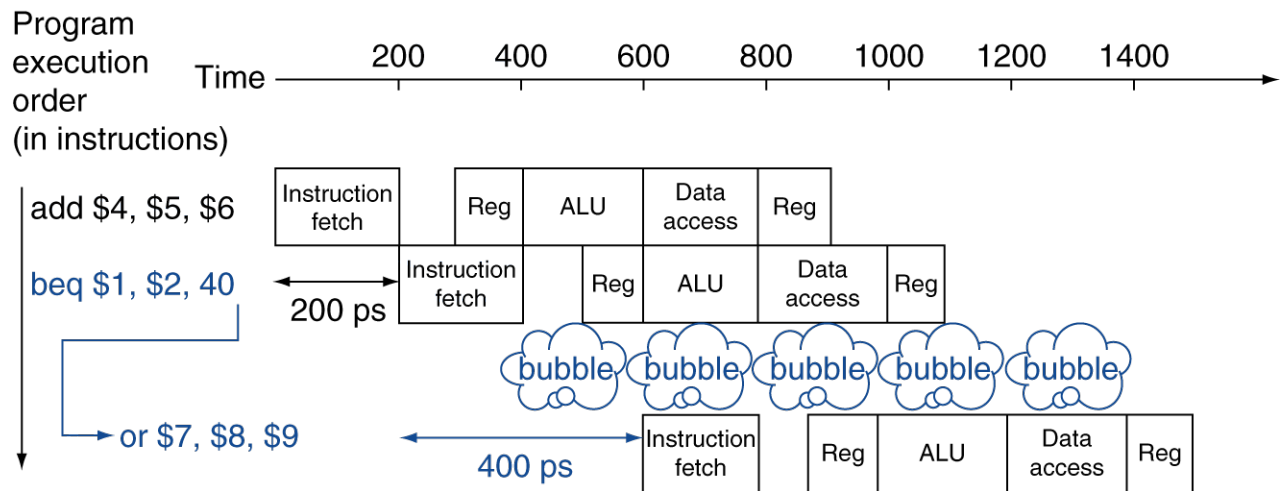 Program
execution
order
(in instructions)
Time
200 400 600 800 1000 1200 1400
add $4, $5, $6
Instruction
fetch
Reg
ALU
Data
access
Reg
beq $1, $2, 40
200 ps
Instruction
fetch
Reg
ALU
Data
access
Reg
bubble bubble bubble bubble bubble
or $7, $8, $9
400 ps
Instruction
fetch
Reg
ALU
Data
access
Reg